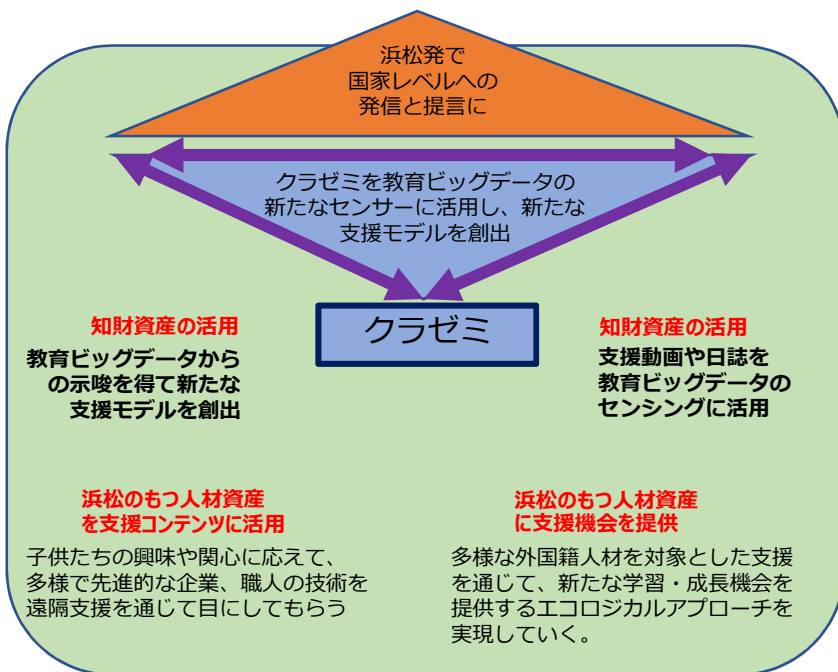 浜松発で
国家レベルへの
発信と提言に
クラゼミを教育ビッグデータの
新たなセンサーに活用し、新たな
支援モデルを創出
クラゼミ
知財資産の活用
教育ビッグデータから
の示唆を得て新たな
支援モデルを創出
知財資産の活用
支援動画や日誌を
教育ビッグデータの
センシングに活用
浜松のもつ人材資産
を支援コンテンツに活用
子供たちの興味や関心に応えて、
多様で先進的な企業、職人の技術を
遠隔支援を通じて目にしてもらう
浜松のもつ人材資産
に支援機会を提供
多様な外国籍人材を対象とした支援
を通じて、新たな学習・成長機会を
提供するエコロジカルアプローチを
実現していく。